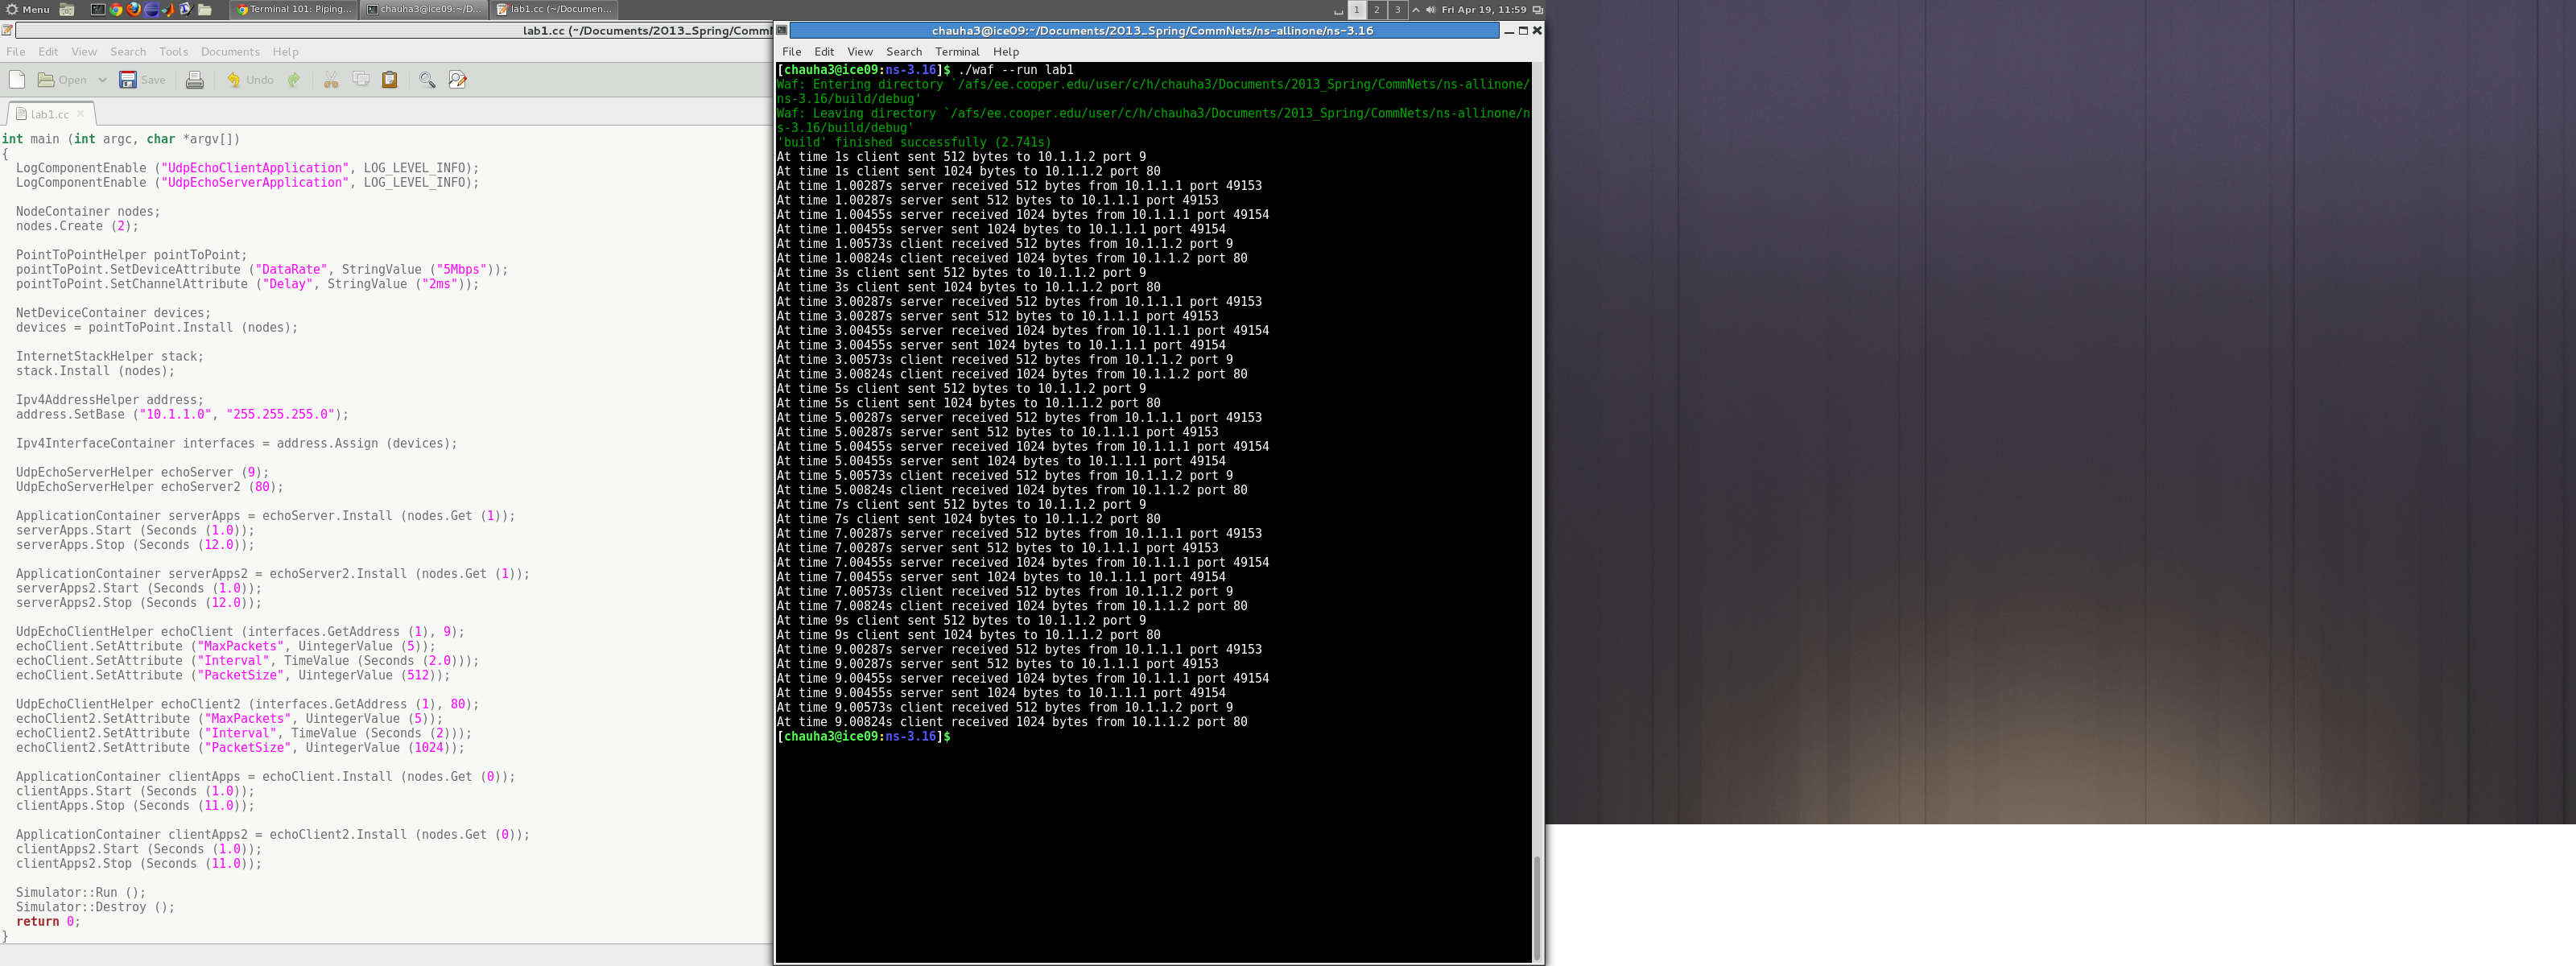 Menu
Terminal 101: Piping...
chauha3@ice09:~/D...
lab1.cc (~/Documen...
1 2 3
Fri Apr 19, 11:59
lab1.cc (~/Documents/2013_Spring/CommN
File Edit View Search Tools Documents Help
Open Save Undo
lab1.cc
int main (int argc, char *argv[])
{
LogComponentEnable ("UdpEchoClientApplication", LOG_LEVEL_INFO);
LogComponentEnable ("UdpEchoServerApplication", LOG_LEVEL_INFO);
NodeContainer nodes;
nodes.Create (2);
PointToPointHelper pointToPoint;
pointToPoint.SetDeviceAttribute ("DataRate", StringValue ("5Mbps"));
pointToPoint.SetChannelAttribute ("Delay", StringValue ("2ms"));
NetDeviceContainer devices;
devices = pointToPoint.Install (nodes);
InternetStackHelper stack;
stack.Install (nodes);
Ipv4AddressHelper address;
address.SetBase ("10.1.1.0", "255.255.255.0");
Ipv4InterfaceContainer interfaces = address.Assign (devices);
UdpEchoServerHelper echoServer (9);
UdpEchoServerHelper echoServer2 (80);
ApplicationContainer serverApps = echoServer.Install (nodes.Get (1));
serverApps.Start (Seconds (1.0));
serverApps.Stop (Seconds (12.0));
ApplicationContainer serverApps2 = echoServer2.Install (nodes.Get (1));
serverApps2.Start (Seconds (1.0));
serverApps2.Stop (Seconds (12.0));
UdpEchoClientHelper echoClient (interfaces.GetAddress (1), 9);
echoClient.SetAttribute ("MaxPackets", UintegerValue (5));
echoClient.SetAttribute ("Interval", TimeValue (Seconds (2.0)));
echoClient.SetAttribute ("PacketSize", UintegerValue (512));
UdpEchoClientHelper echoClient2 (interfaces.GetAddress (1), 80);
echoClient2.SetAttribute ("MaxPackets", UintegerValue (5));
echoClient2.SetAttribute ("Interval", TimeValue (Seconds (2)));
echoClient2.SetAttribute ("PacketSize", UintegerValue (1024));
ApplicationContainer clientApps = echoClient.Install (nodes.Get (0));
clientApps.Start (Seconds (1.0));
clientApps.Stop (Seconds (11.0));
ApplicationContainer clientApps2 = echoClient2.Install (nodes.Get (0));
clientApps2.Start (Seconds (1.0));
clientApps2.Stop (Seconds (11.0));
Simulator::Run ();
Simulator::Destroy ();
return 0;
}
chauha3@ice09:~/Documents/2013_Spring/CommNets/ns-allinone/ns-3.16
File Edit View Search Terminal Help
[chauha3@ice09:ns-3.16]$ ./waf --run lab1
Waf: Entering directory `/afs/ee.cooper.edu/user/c/h/chauha3/Documents/2013_Spring/CommNets/ns-allinone/
ns-3.16/build/debug'
Waf: Leaving directory `/afs/ee.cooper.edu/user/c/h/chauha3/Documents/2013_Spring/CommNets/ns-allinone/n
s-3.16/build/debug'
'build' finished successfully (2.741s)
At time 1s client sent 512 bytes to 10.1.1.2 port 9
At time 1s client sent 1024 bytes to 10.1.1.2 port 80
At time 1.00287s server received 512 bytes from 10.1.1.1 port 49153
At time 1.00287s server sent 512 bytes to 10.1.1.1 port 49153
At time 1.00455s server received 1024 bytes from 10.1.1.1 port 49154
At time 1.00455s server sent 1024 bytes to 10.1.1.1 port 49154
At time 1.00573s client received 512 bytes from 10.1.1.2 port 9
At time 1.00824s client received 1024 bytes from 10.1.1.2 port 80
At time 3s client sent 512 bytes to 10.1.1.2 port 9
At time 3s client sent 1024 bytes to 10.1.1.2 port 80
At time 3.00287s server received 512 bytes from 10.1.1.1 port 49153
At time 3.00287s server sent 512 bytes to 10.1.1.1 port 49153
At time 3.00455s server received 1024 bytes from 10.1.1.1 port 49154
At time 3.00455s server sent 1024 bytes to 10.1.1.1 port 49154
At time 3.00573s client received 512 bytes from 10.1.1.2 port 9
At time 3.00824s client received 1024 bytes from 10.1.1.2 port 80
At time 5s client sent 512 bytes to 10.1.1.2 port 9
At time 5s client sent 1024 bytes to 10.1.1.2 port 80
At time 5.00287s server received 512 bytes from 10.1.1.1 port 49153
At time 5.00287s server sent 512 bytes to 10.1.1.1 port 49153
At time 5.00455s server received 1024 bytes from 10.1.1.1 port 49154
At time 5.00455s server sent 1024 bytes to 10.1.1.1 port 49154
At time 5.00573s client received 512 bytes from 10.1.1.2 port 9
At time 5.00824s client received 1024 bytes from 10.1.1.2 port 80
At time 7s client sent 512 bytes to 10.1.1.2 port 9
At time 7s client sent 1024 bytes to 10.1.1.2 port 80
At time 7.00287s server received 512 bytes from 10.1.1.1 port 49153
At time 7.00287s server sent 512 bytes to 10.1.1.1 port 49153
At time 7.00455s server received 1024 bytes from 10.1.1.1 port 49154
At time 7.00455s server sent 1024 bytes to 10.1.1.1 port 49154
At time 7.00573s client received 512 bytes from 10.1.1.2 port 9
At time 7.00824s client received 1024 bytes from 10.1.1.2 port 80
At time 9s client sent 512 bytes to 10.1.1.2 port 9
At time 9s client sent 1024 bytes to 10.1.1.2 port 80
At time 9.00287s server received 512 bytes from 10.1.1.1 port 49153
At time 9.00287s server sent 512 bytes to 10.1.1.1 port 49153
At time 9.00455s server received 1024 bytes from 10.1.1.1 port 49154
At time 9.00455s server sent 1024 bytes to 10.1.1.1 port 49154
At time 9.00573s client received 512 bytes from 10.1.1.2 port 9
At time 9.00824s client received 1024 bytes from 10.1.1.2 port 80
[chauha3@ice09:ns-3.16]$